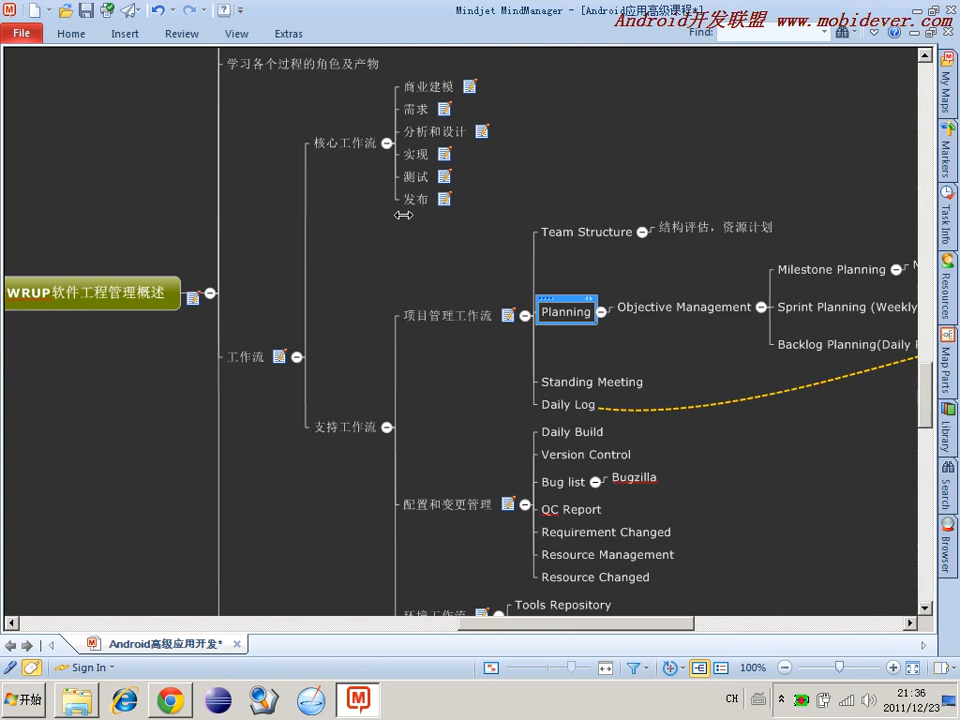 Mindjet MindManager - [Android应用高级课程*]
Android开发联盟 www.mobidever.com
File
Home
Insert
Review
View
Extras
Find:
学习各个过程的角色及产物
核心工作流
商业建模
需求
分析和设计
实现
测试
发布
WRUP软件工程管理概述
工作流
支持工作流
项目管理工作流
Team Structure
结构评估，资源计划
Planning
Objective Management
Milestone Planning
Sprint Planning (Weekly
Backlog Planning(Daily
Standing Meeting
Daily Log
配置和变更管理
Daily Build
Version Control
Bug list
Bugzilla
QC Report
Requirement Changed
Resource Management
Resource Changed
环境工作流
Tools Repository
My Maps
Markers
Task Info
Resources
Map Parts
Library
Search
Browser
Android高级应用开发*
Sign In
100%
开始
CH
21:36
2011/12/23